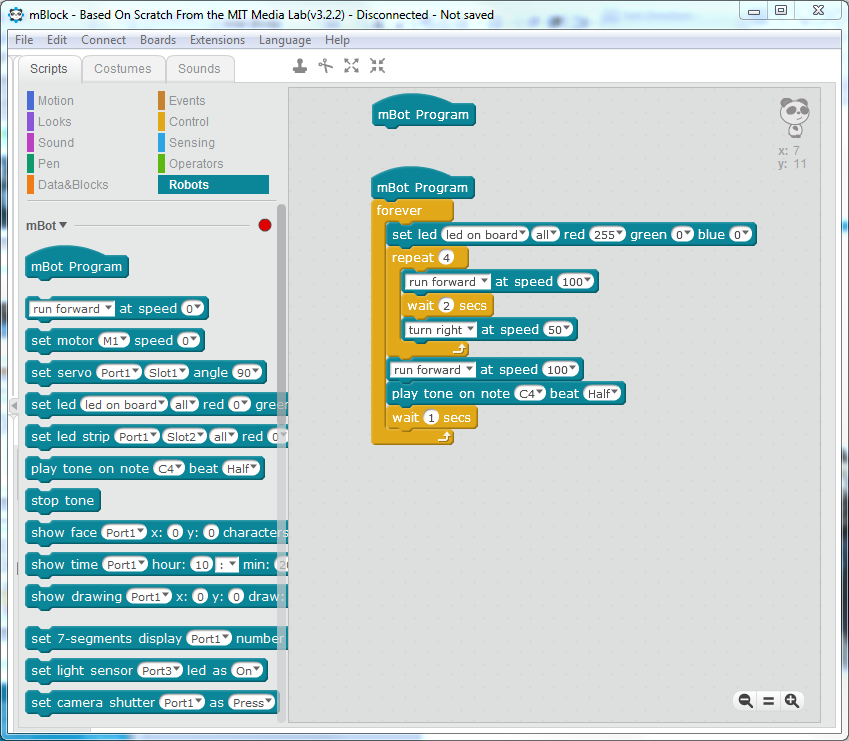 mBlock - Based On Scratch From the MIT Media Lab(v3.2.2) - Disconnected - Not saved
File Edit Connect Boards Extensions Language Help
Scripts Costumes Sounds
Motion Events
Looks Control
Sound Sensing
Pen Operators
Data&Blocks Robots
mBot
mBot Program
run forward at speed 0
set motor M1 speed 0
set servo Port1 Slot1 angle 90
set led led on board all red 0
set led strip Port1 Slot2 all red
play tone on note C4 beat Half
stop tone
show face Port1 x: 0 y: 0 characters
show time Port1 hour: 10 : min:
show drawing Port1 x: 0 y: 0 draw:
set 7-segments display Port1 number
set light sensor Port3 led as On
set camera shutter Port1 as Press
mBot Program
mBot Program
forever
set led led on board all red 255 green 0 blue 0
repeat 4
run forward at speed 100
wait 2 secs
turn right at speed 50
run forward at speed 100
play tone on note C4 beat Half
wait 1 secs
x: 7
y: 11